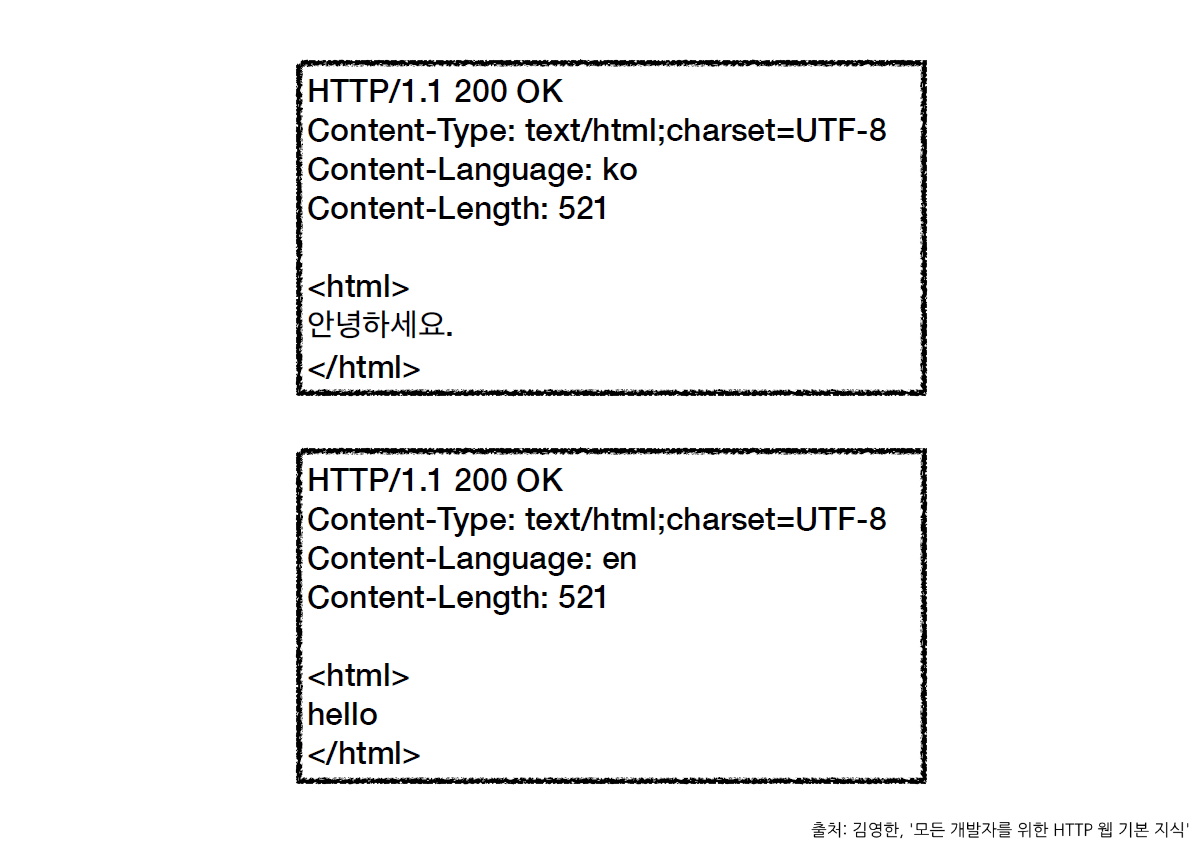 HTTP/1.1 200 OK
Content-Type: text/html;charset=UTF-8
Content-Language: ko
Content-Length: 521

<html>
안녕하세요.
</html>

HTTP/1.1 200 OK
Content-Type: text/html;charset=UTF-8
Content-Language: en
Content-Length: 521

<html>
hello
</html>

출처: 김영한, '모든 개발자를 위한 HTTP 웹 기본 지식'